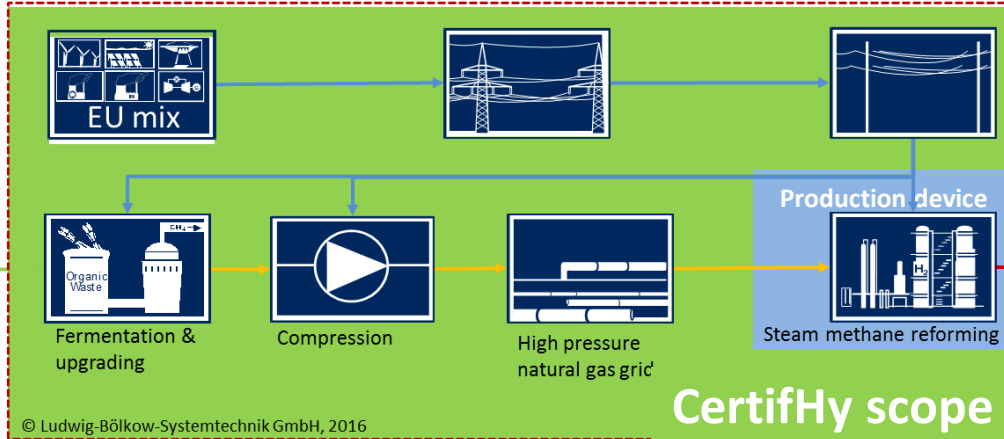 EU mix
Production device
CH4
Organic
Waste
H2
Fermentation &
upgrading
Compression
High pressure
natural gas grid
Steam methane reforming
CertifHy scope
© Ludwig-Bölkow-Systemtechnik GmbH, 2016